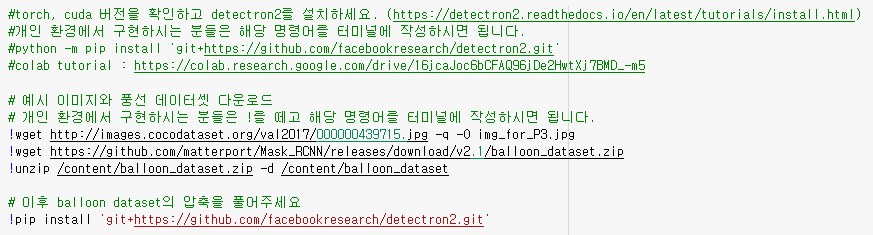 #torch, cuda 버전을 확인하고 detectron2를 설치하세요. (https://detectron2.readthedocs.io/en/latest/tutorials/install.html)
#개인 환경에서 구현하시는 분들은 해당 명령어를 터미널에 작성하시면 됩니다.
#python -m pip install 'git+https://github.com/facebookresearch/detectron2.git'
#colab tutorial : https://colab.research.google.com/drive/16jcaJoc6bCFAQ96jDe2HwtXj7BMD_-m5
# 예시 이미지와 풍선 데이터셋 다운로드
# 개인 환경에서 구현하시는 분들은 !를 떼고 해당 명령어를 터미널에 작성하시면 됩니다.
!wget http://images.cocodataset.org/val2017/000000439715.jpg -q -O img_for_P3.jpg
!wget https://github.com/matterport/Mask_RCNN/releases/download/v2.1/balloon_dataset.zip
!unzip /content/balloon_dataset.zip -d /content/balloon_dataset
# 이후 balloon dataset의 압축을 풀어주세요
!pip install 'git+https://github.com/facebookresearch/detectron2.git'